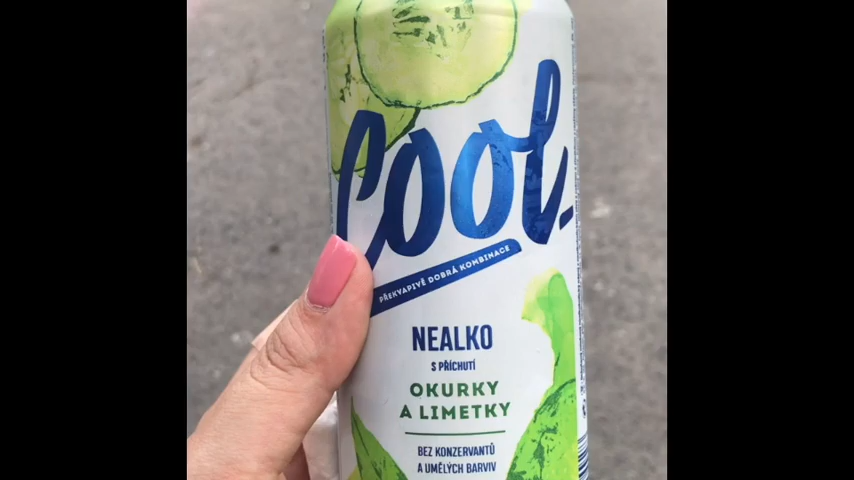 Cool
PŘEKVAPIVĚ DOBRÁ KOMBINACE
NEALKO
S PŘÍCHUTÍ
OKURKY
A LIMETKY
BEZ KONZERVANTŮ
A UMĚLÝCH BARVIV